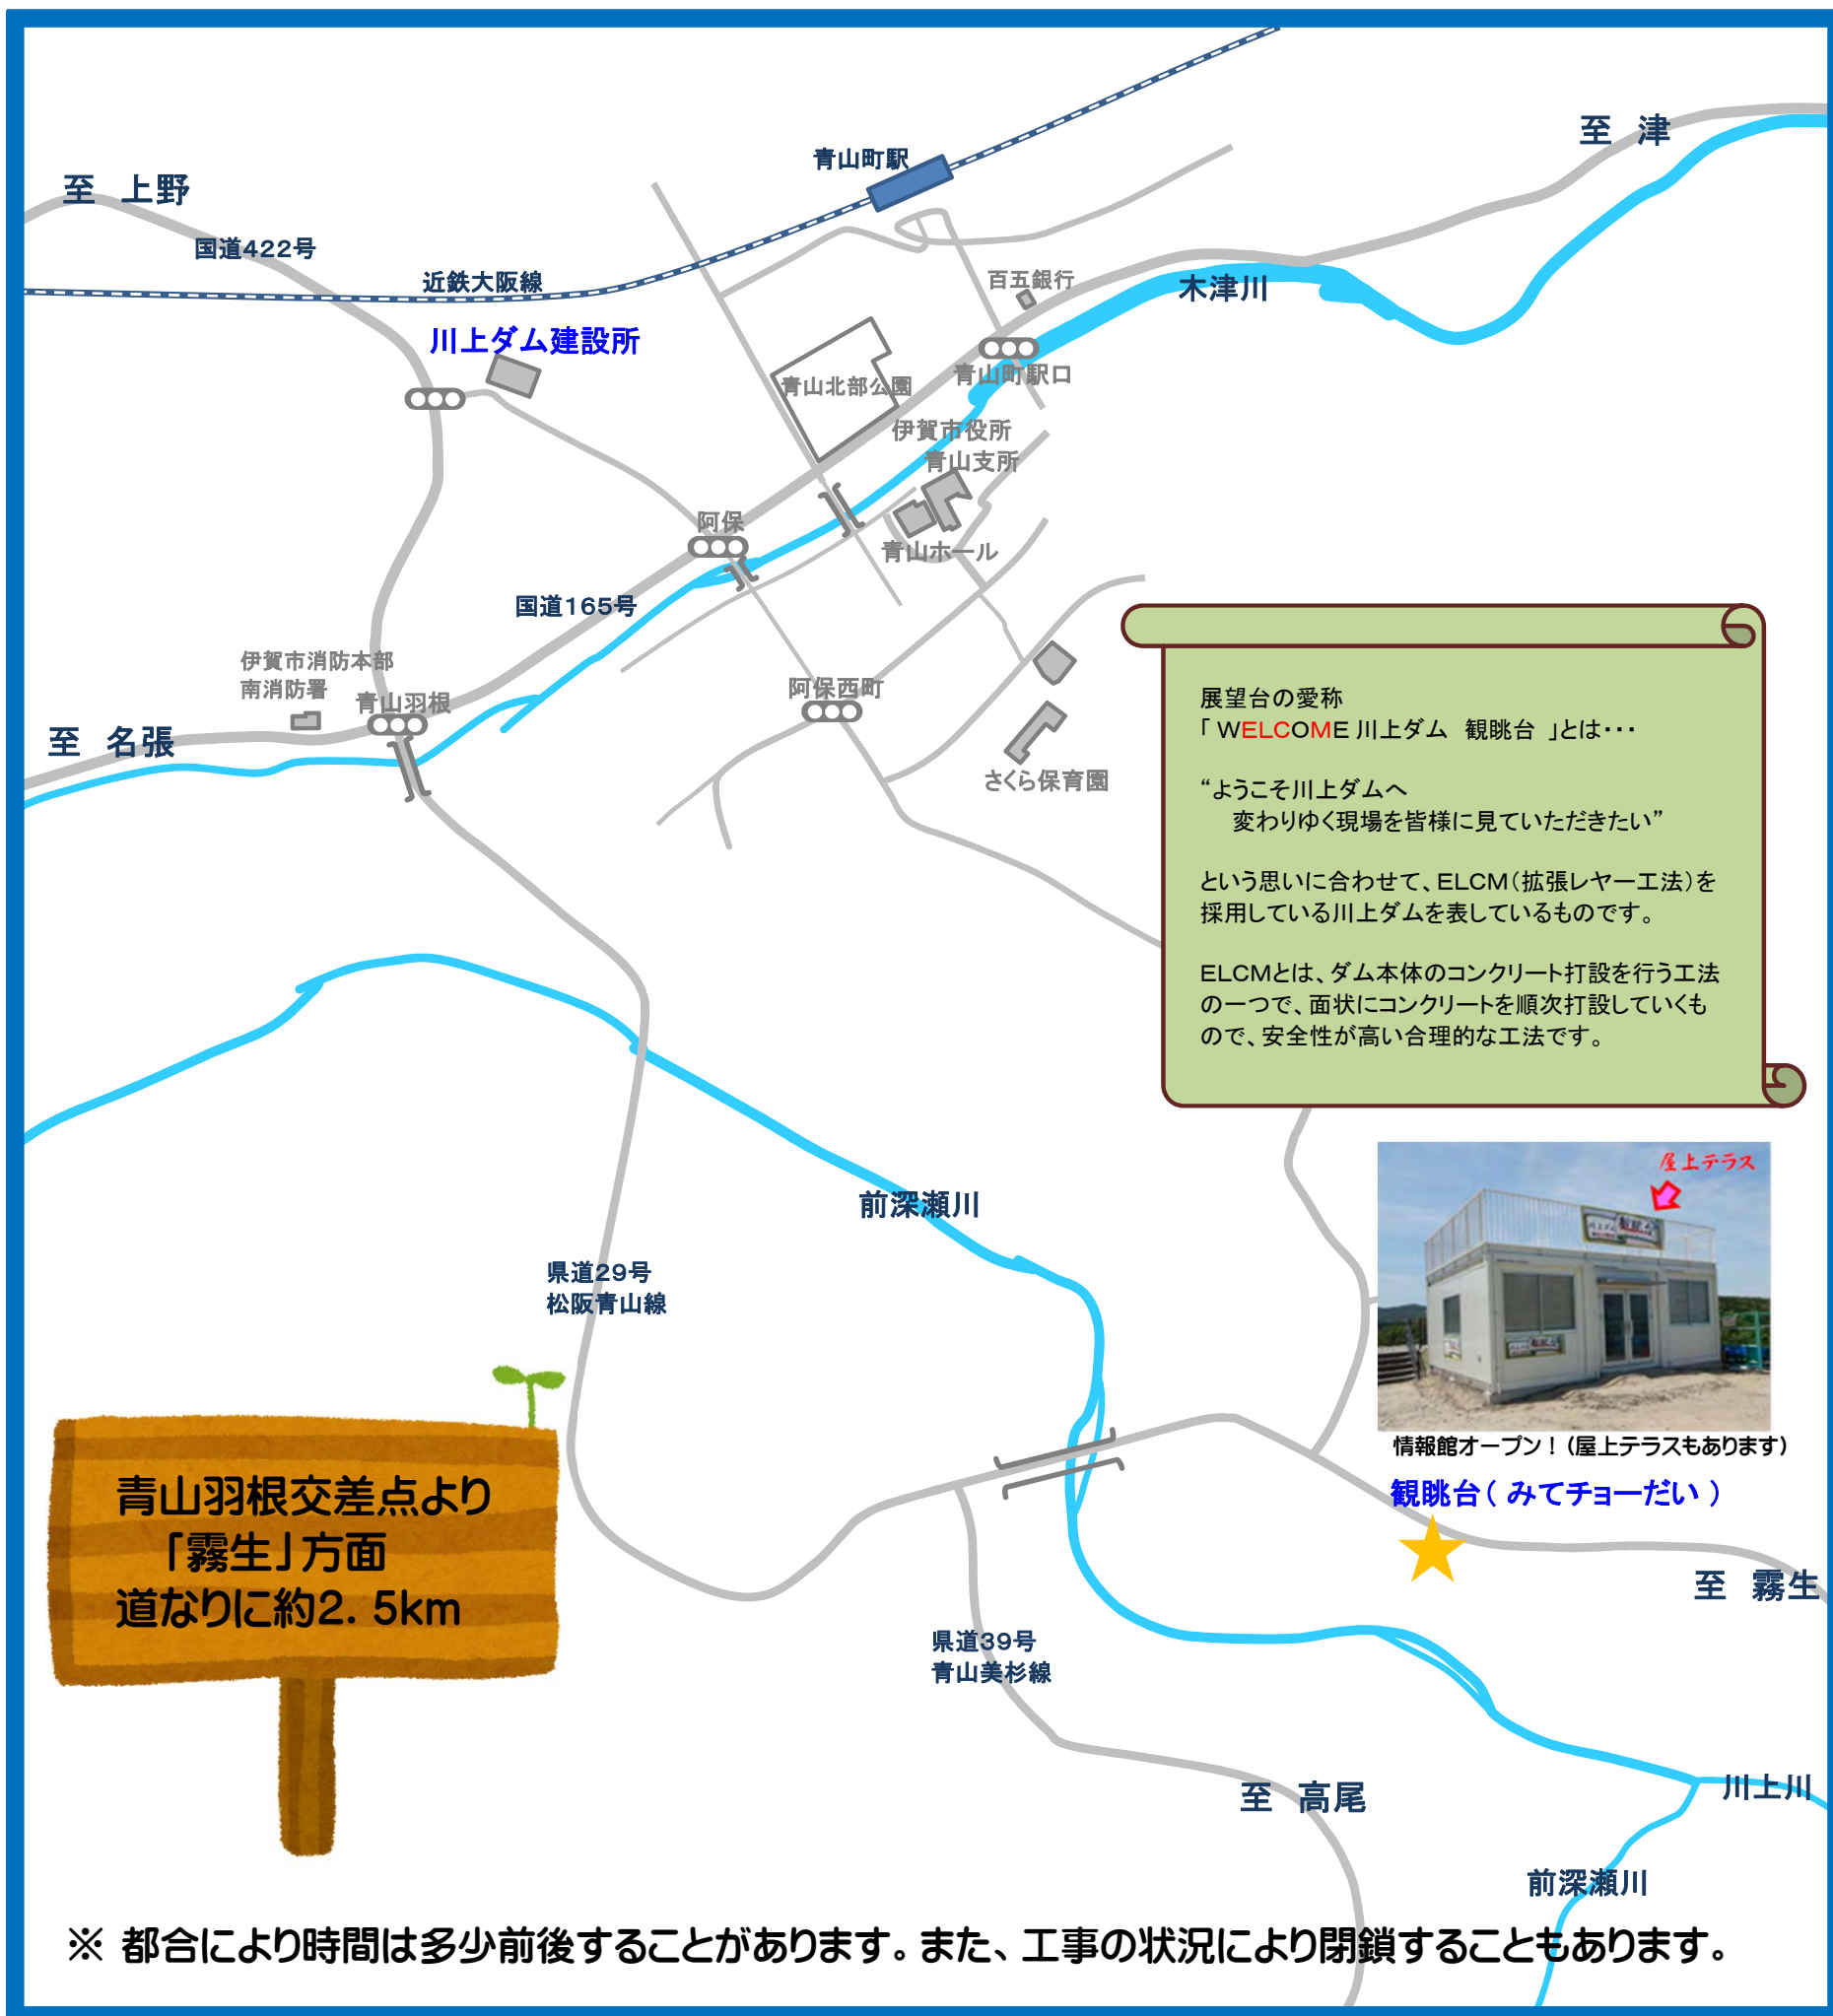 至　津
青山町駅
至　上野
国道422号
近鉄大阪線
百五銀行
木津川
川上ダム建設所
青山町駅口
青山北部公園
伊賀市役所
青山支所
阿保
青山ホール
国道165号
伊賀市消防本部
南消防署
青山羽根
阿保西町
至　名張
さくら保育園
展望台の愛称
「 WELCOME 川上ダム　観眺台 」とは・・・
“ようこそ川上ダムへ
変わりゆく現場を皆様に見ていただきたい”
という思いに合わせて、ELCM（拡張レヤー工法）を
採用している川上ダムを表しているものです。
ELCMとは、ダム本体のコンクリート打設を行う工法
の一つで、面状にコンクリートを順次打設していくも
ので、安全性が高い合理的な工法です。
屋上テラス
前深瀬川
県道29号
松阪青山線
情報館オープン！（屋上テラスもあります）
観眺台（ みてチョーだい ）
青山羽根交差点より
「霧生」方面
道なりに約2．5km
至　霧生
県道39号
青山美杉線
至　高尾
川上川
前深瀬川
※ 都合により時間は多少前後することがあります。また、工事の状況により閉鎖することもあります。